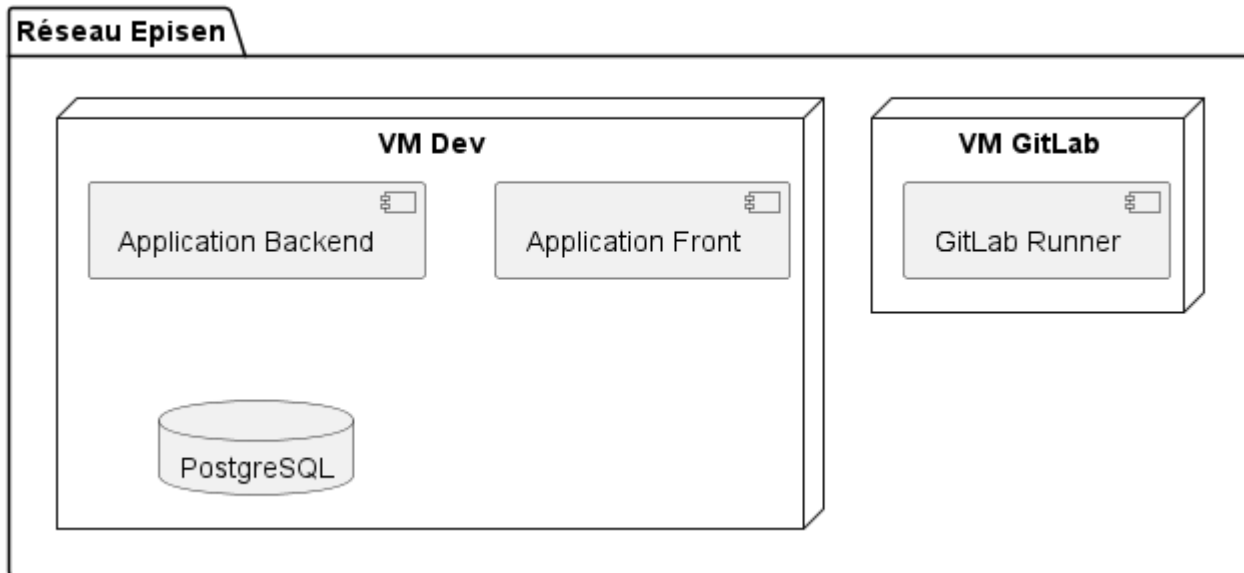 Réseau Episen
VM Dev
VM GitLab
Application Backend
Application Front
GitLab Runner
PostgreSQL